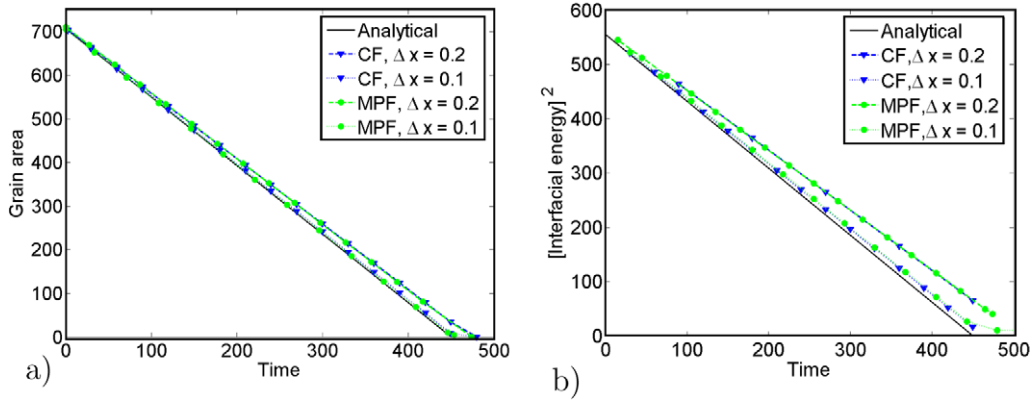 700
600
500
400
300
200
100
0
Grain area
0 100 200 300 400 500
Time
a)
Analytical
CF, Δ x = 0.2
CF, Δ x = 0.1
MPF, Δ x = 0.2
MPF, Δ x = 0.1
600
500
400
300
200
100
0
[Interfacial energy]²
0 100 200 300 400 500
Time
b)
Analytical
CF,Δ x = 0.2
CF, Δ x = 0.1
MPF,Δ x = 0.2
MPF,Δ x = 0.1